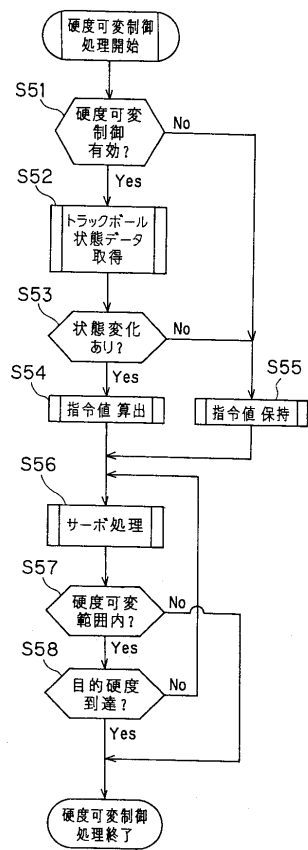 硬度可変制御
処理開始
S51
硬度可変
制御
有効?
No
Yes
S52
トラックボール
状態データ
取得
S53
状態変化
あり?
No
Yes
S54
指令値 算出
S55
指令値 保持
S56
サーボ処理
S57
硬度可変
範囲内?
No
Yes
S58
目的硬度
到達?
No
Yes
硬度可変制御
処理終了